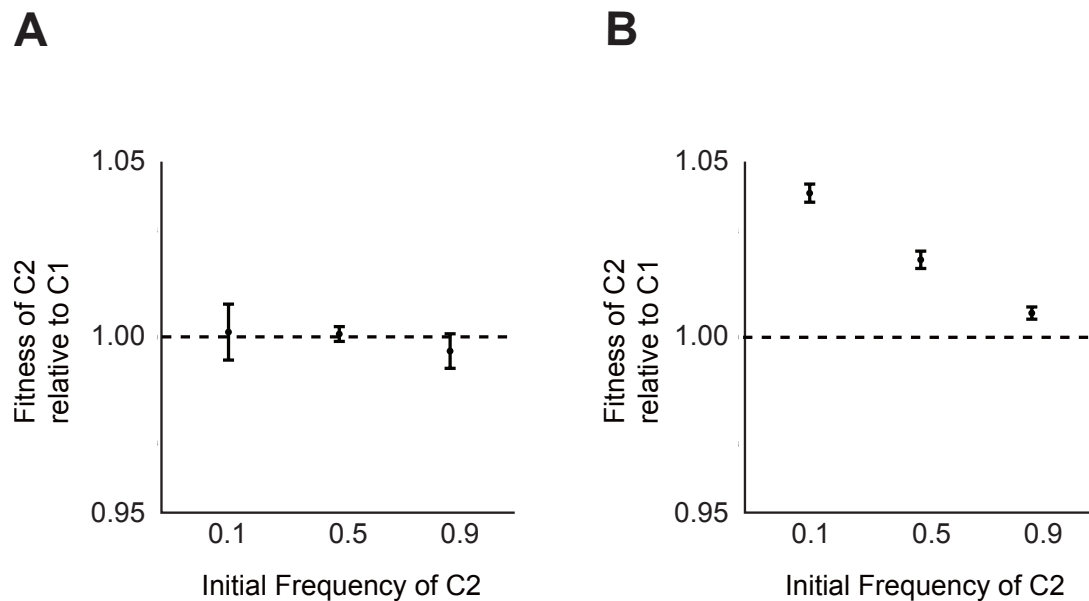 A
Fitness of C2
relative to C1
1.05
1.00
0.95
0.1 0.5 0.9
Initial Frequency of C2
B
Fitness of C2
relative to C1
1.05
1.00
0.95
0.1 0.5 0.9
Initial Frequency of C2